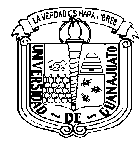 LA VERDAD OS HARA LIBRES
UNIVERSIDAD
DE
GUANAJUATO